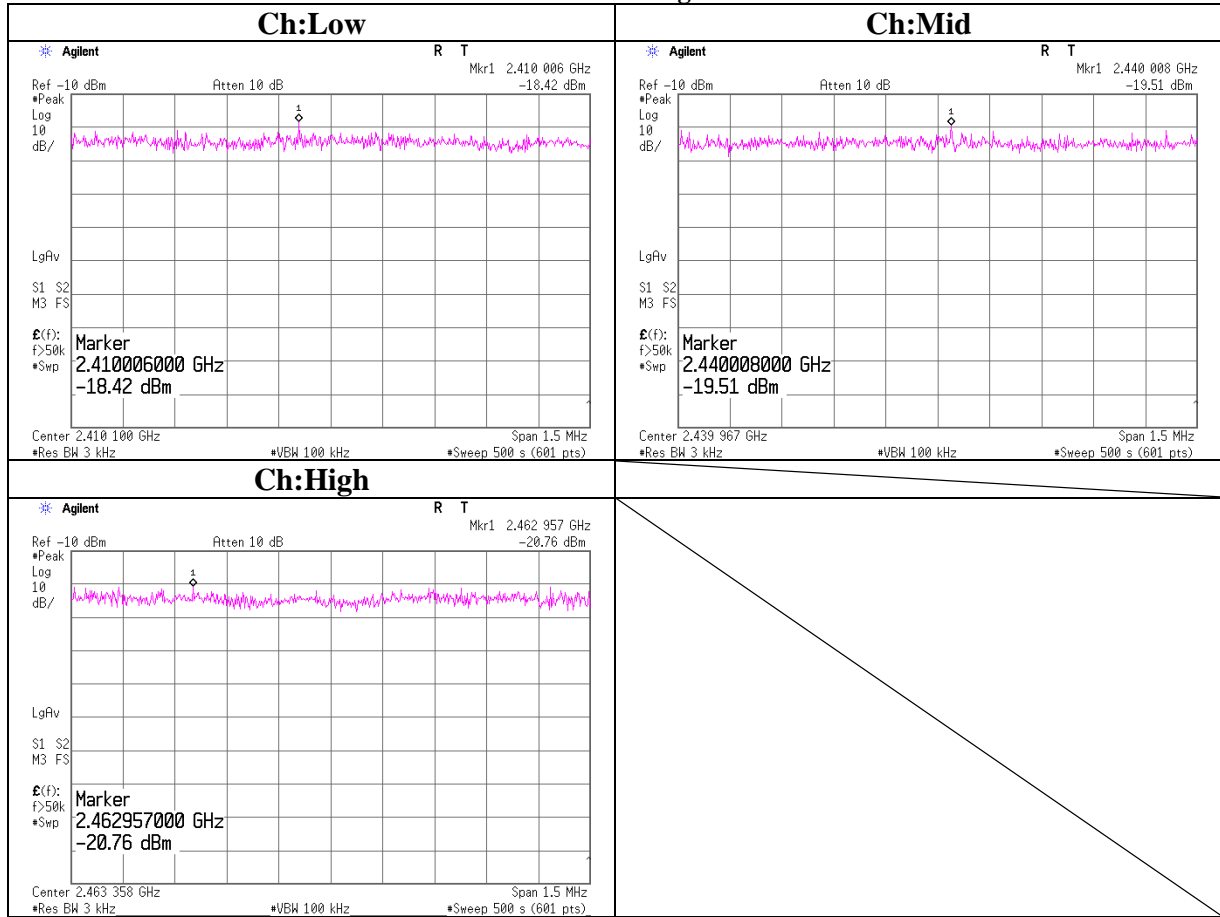 Ch:Low
Agilent R T
Mkr1 2.410 006 GHz
Ref -10 dBm Atten 10 dB -18.42 dBm
#Peak
Log
10
dB/
1
LgAv
S1 S2
M3 FS
£(f):
f>50k
#Swp
Marker
2.410006000 GHz
-18.42 dBm
Center 2.410 100 GHz Span 1.5 MHz
#Res BW 3 kHz #VBW 100 kHz #Sweep 500 s (601 pts)
Ch:Mid
Agilent R T
Mkr1 2.440 008 GHz
Ref -10 dBm Atten 10 dB -19.51 dBm
#Peak
Log
10
dB/
1
LgAv
S1 S2
M3 FS
£(f):
f>50k
#Swp
Marker
2.440008000 GHz
-19.51 dBm
Center 2.439 967 GHz Span 1.5 MHz
#Res BW 3 kHz #VBW 100 kHz #Sweep 500 s (601 pts)
Ch:High
Agilent R T
Mkr1 2.462 957 GHz
Ref -10 dBm Atten 10 dB -20.76 dBm
#Peak
Log
10
dB/
1
LgAv
S1 S2
M3 FS
£(f):
f>50k
#Swp
Marker
2.462957000 GHz
-20.76 dBm
Center 2.463 358 GHz Span 1.5 MHz
#Res BW 3 kHz #VBW 100 kHz #Sweep 500 s (601 pts)